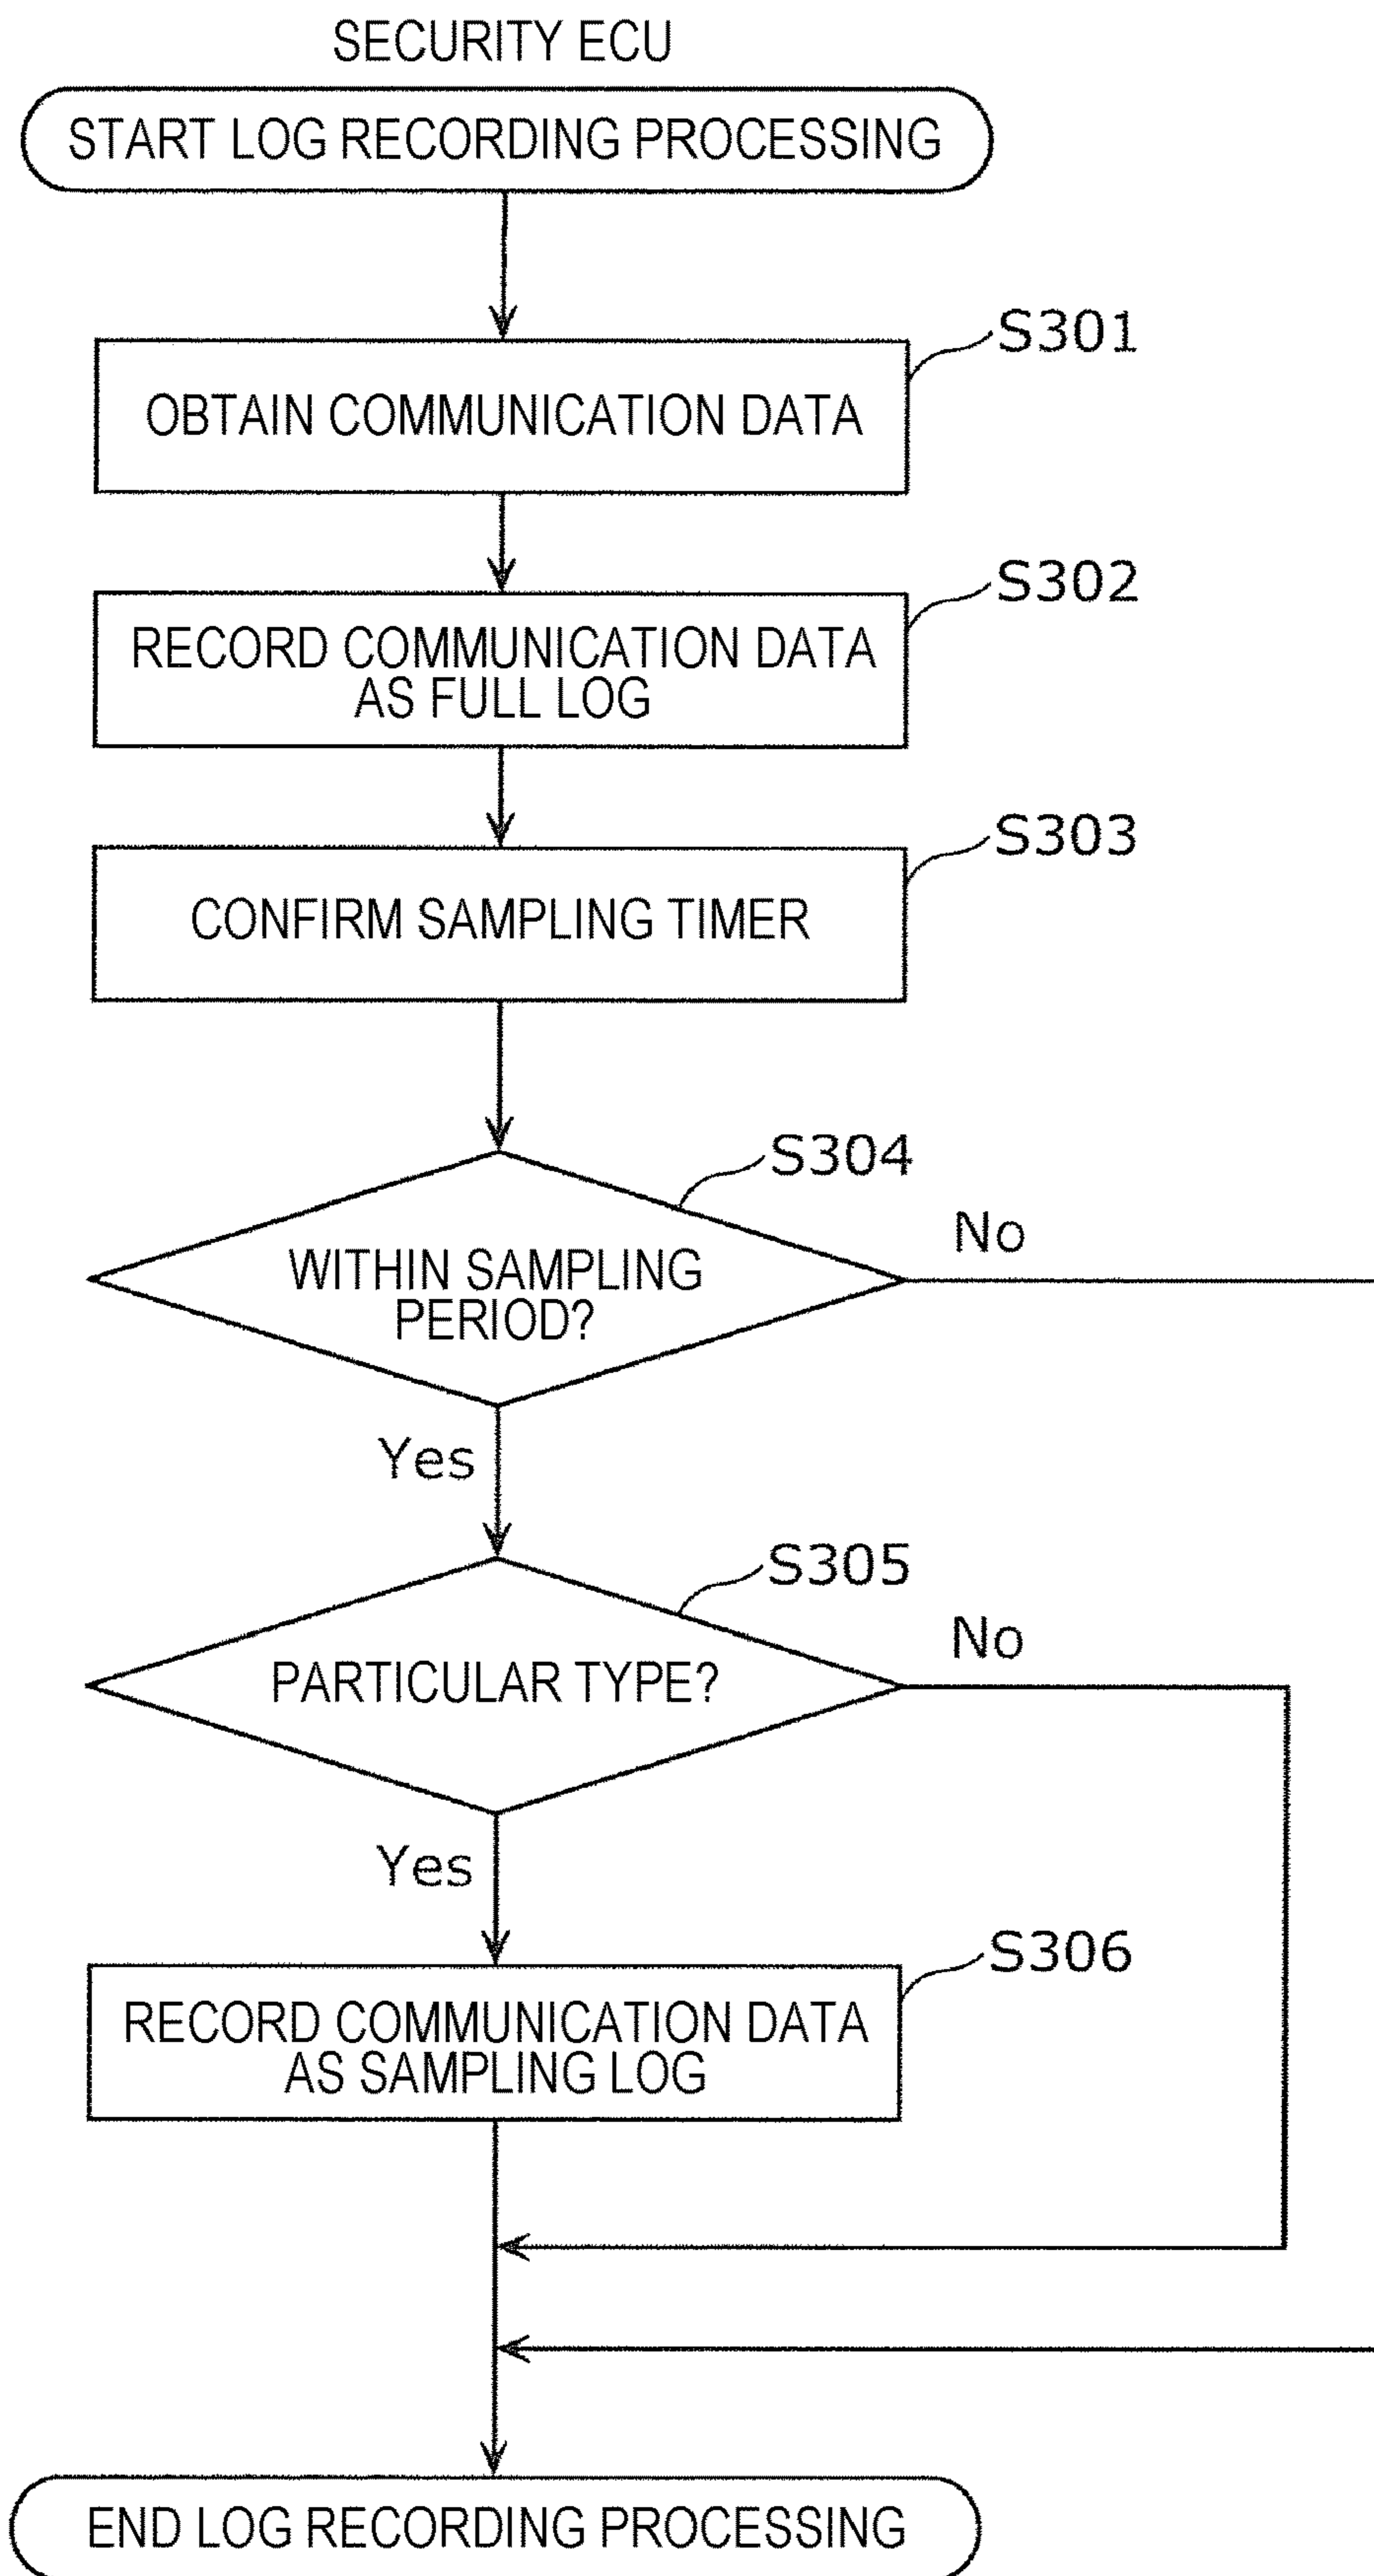 SECURITY ECU
START LOG RECORDING PROCESSING
S301
OBTAIN COMMUNICATION DATA
S302
RECORD COMMUNICATION DATA
AS FULL LOG
S303
CONFIRM SAMPLING TIMER
S304
No
WITHIN SAMPLING
PERIOD?
Yes
S305
No
PARTICULAR TYPE?
Yes
S306
RECORD COMMUNICATION DATA
AS SAMPLING LOG
END LOG RECORDING PROCESSING